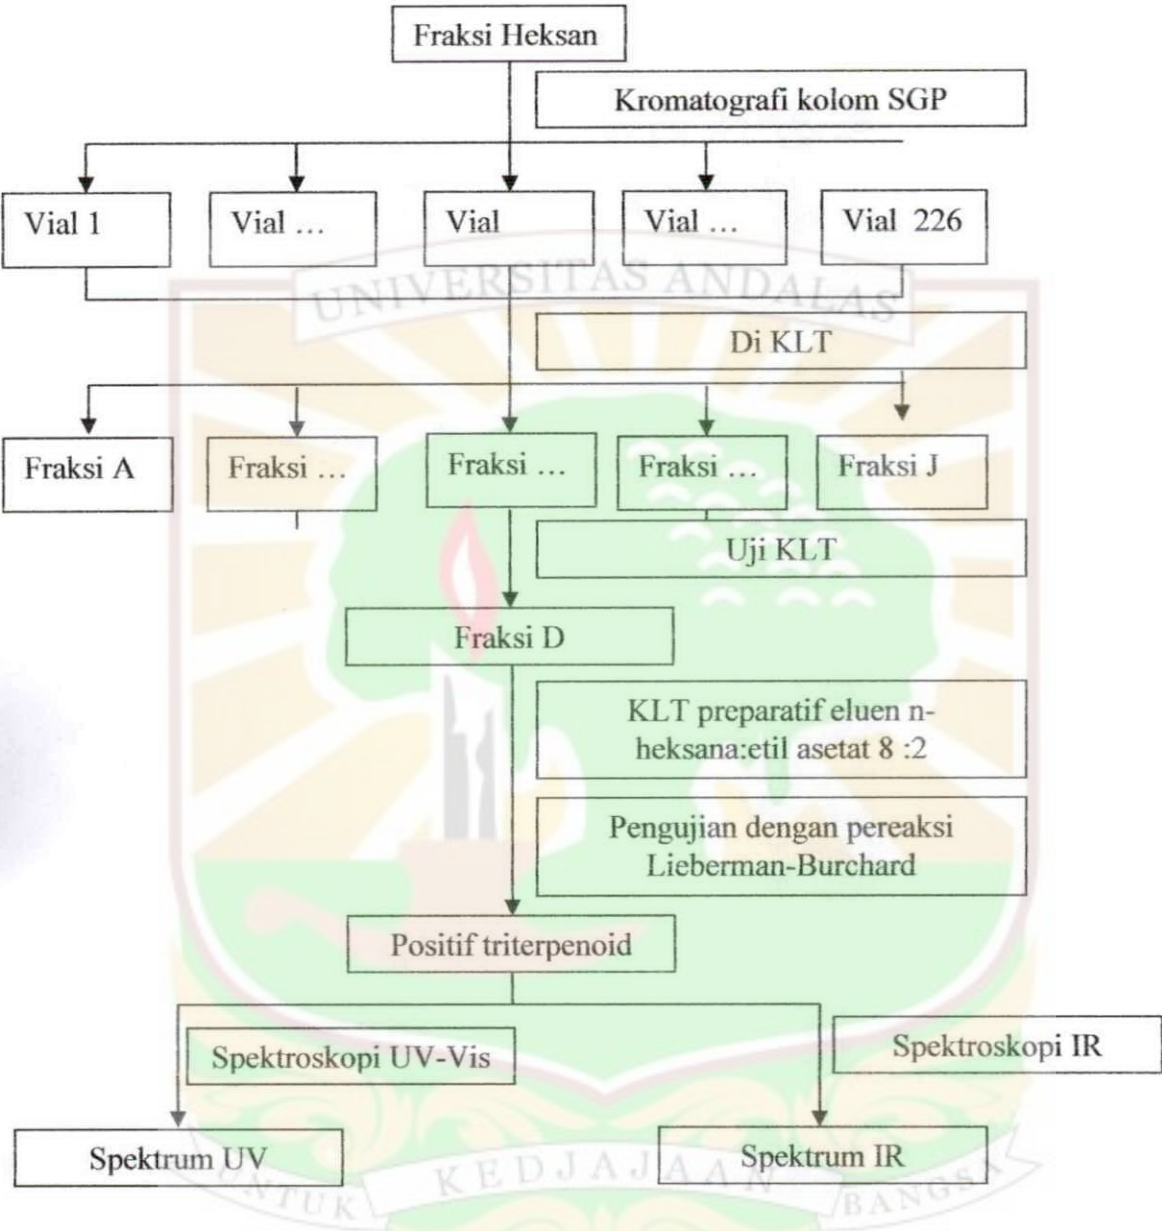 Fraksi Heksan
Kromatografi kolom SGP
Vial 1
Vial ...
Vial
Vial ...
Vial 226
UNIVERSITAS ANDALAS
Di KLT
Fraksi A
Fraksi ...
Fraksi ...
Fraksi ...
Fraksi J
Uji KLT
Fraksi D
KLT preparatif eluen n-
heksana:etil asetat 8 :2
Pengujian dengan pereaksi
Lieberman-Burchard
Positif triterpenoid
Spektroskopi UV-Vis
Spektroskopi IR
Spektrum UV
Spektrum IR
UNTUK KEDJAJAAN BANGSA